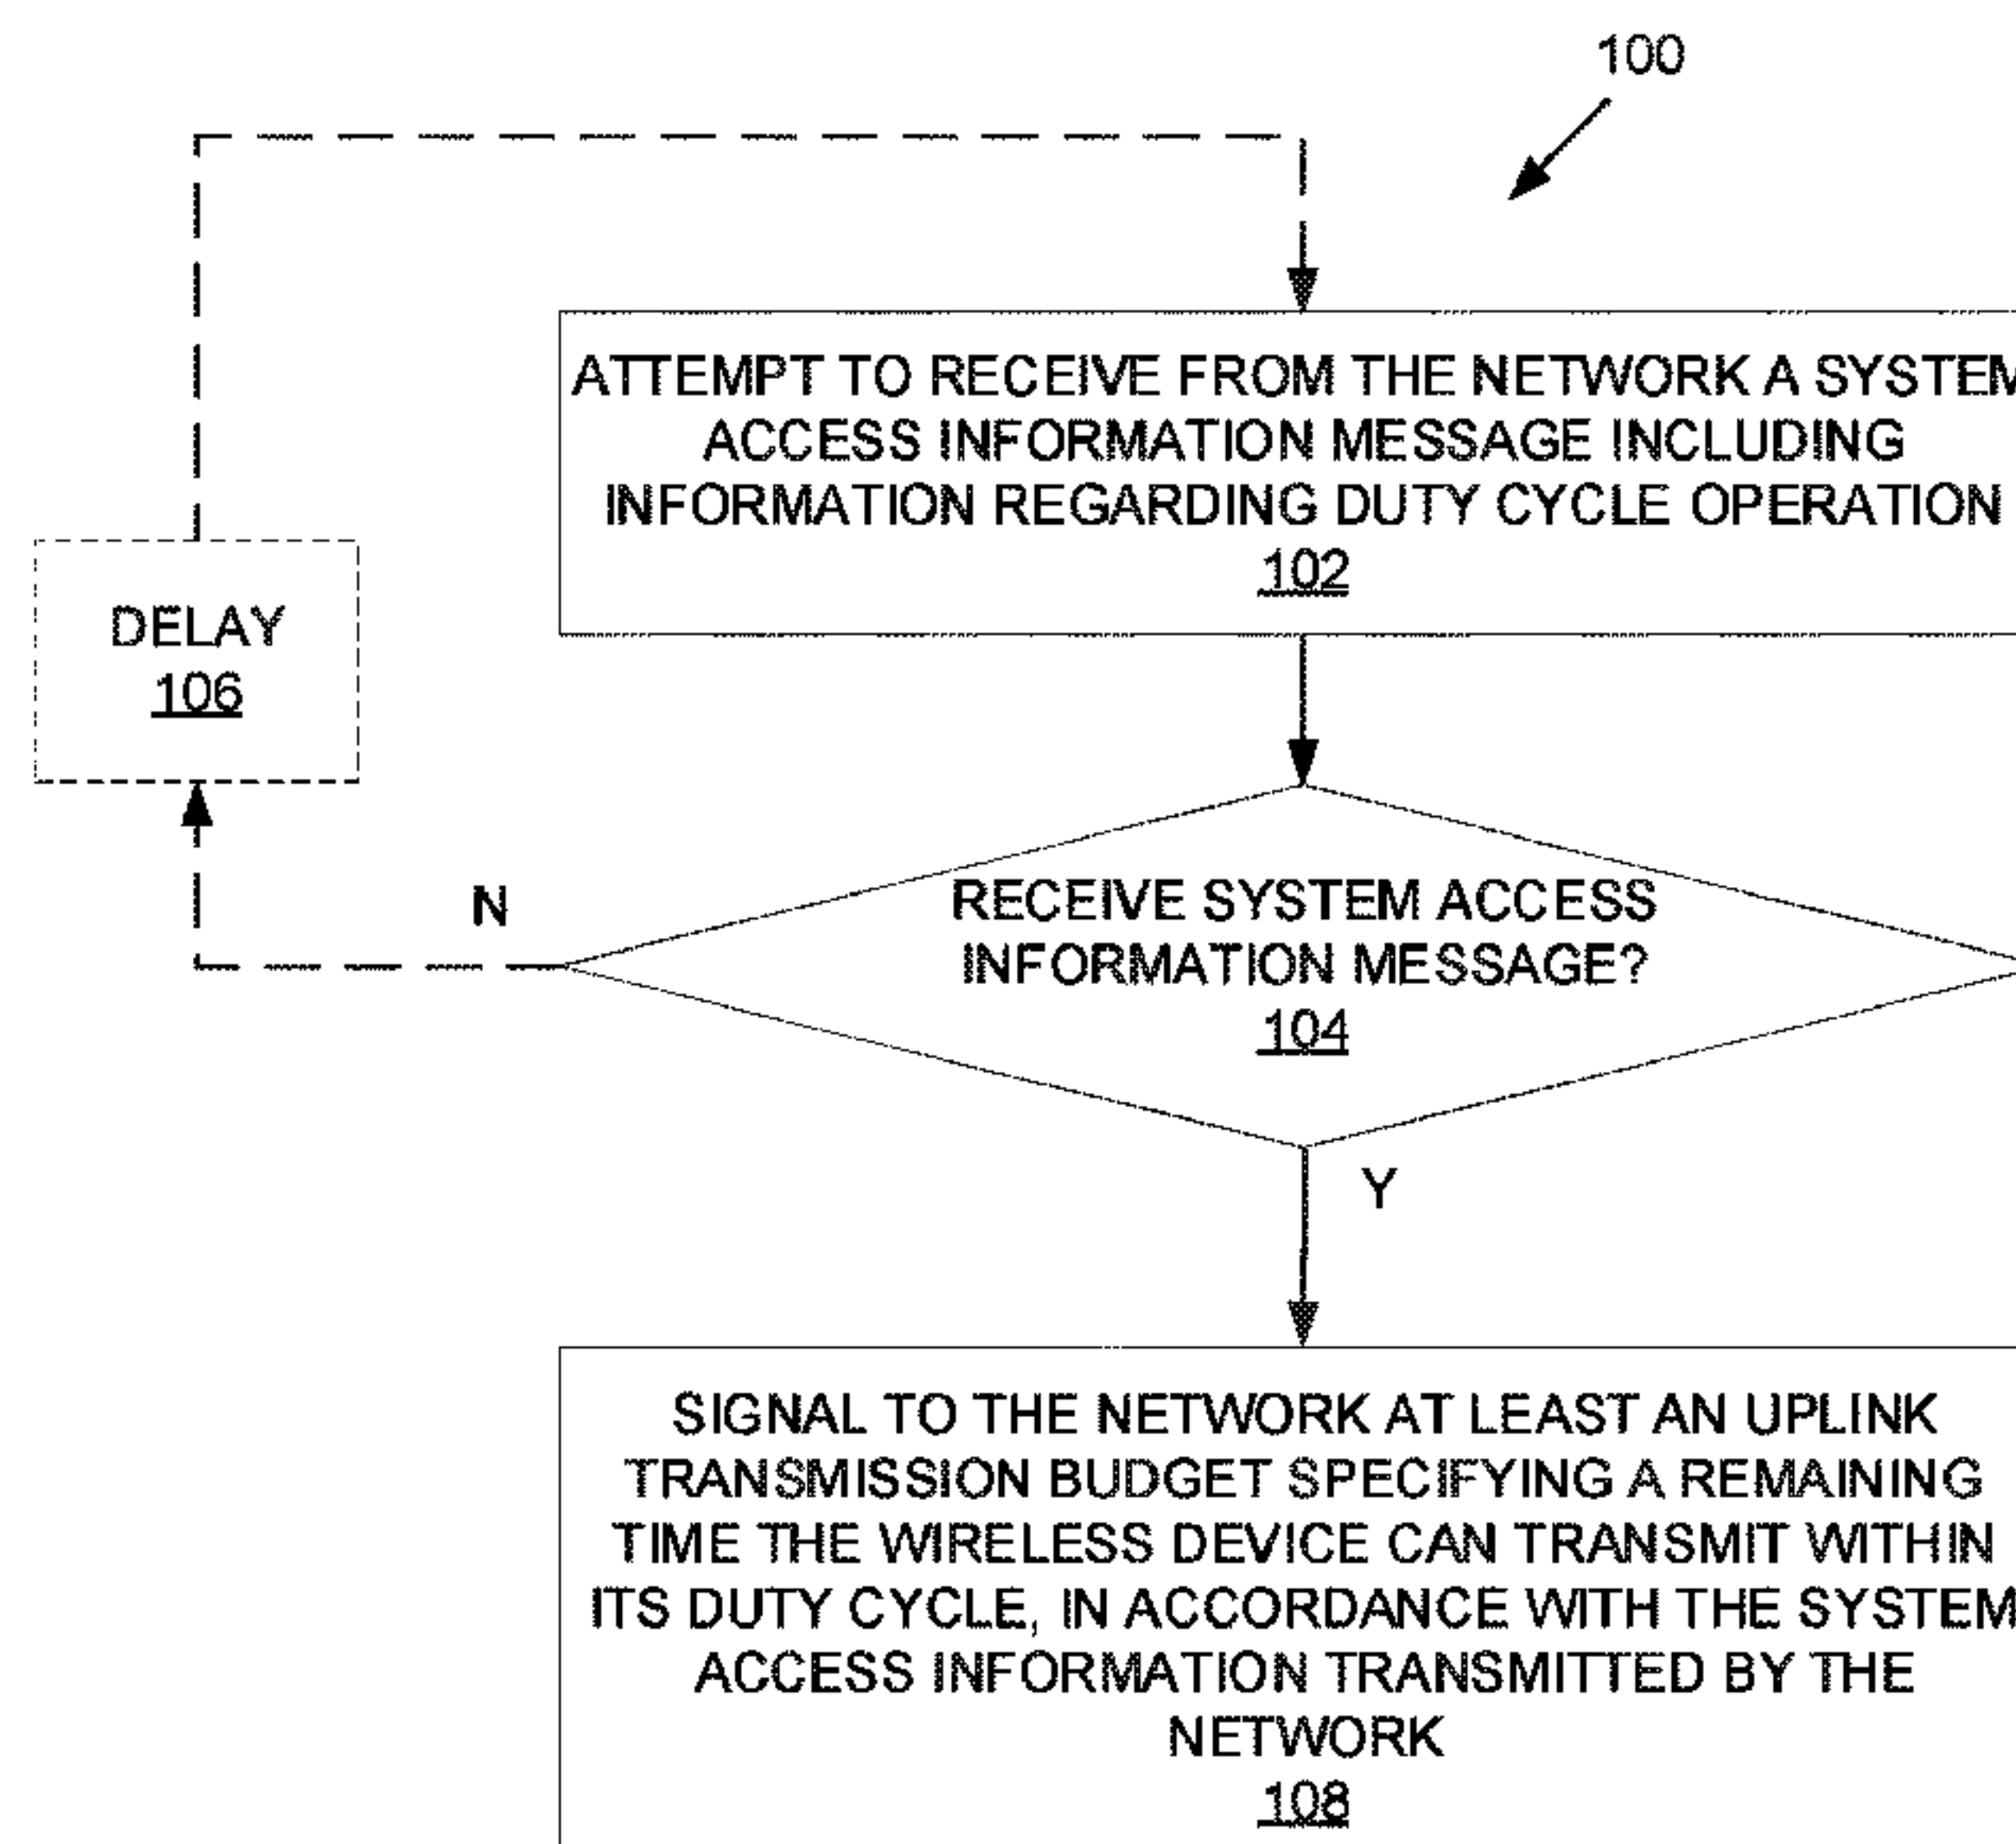 100
ATTEMPT TO RECEIVE FROM THE NETWORK A SYSTEM
ACCESS INFORMATION MESSAGE INCLUDING
INFORMATION REGARDING DUTY CYCLE OPERATION
102
DELAY
106
N
RECEIVE SYSTEM ACCESS
INFORMATION MESSAGE?
104
Y
SIGNAL TO THE NETWORK AT LEAST AN UPLINK
TRANSMISSION BUDGET SPECIFYING A REMAINING
TIME THE WIRELESS DEVICE CAN TRANSMIT WITHIN
ITS DUTY CYCLE, IN ACCORDANCE WITH THE SYSTEM
ACCESS INFORMATION TRANSMITTED BY THE
NETWORK
108